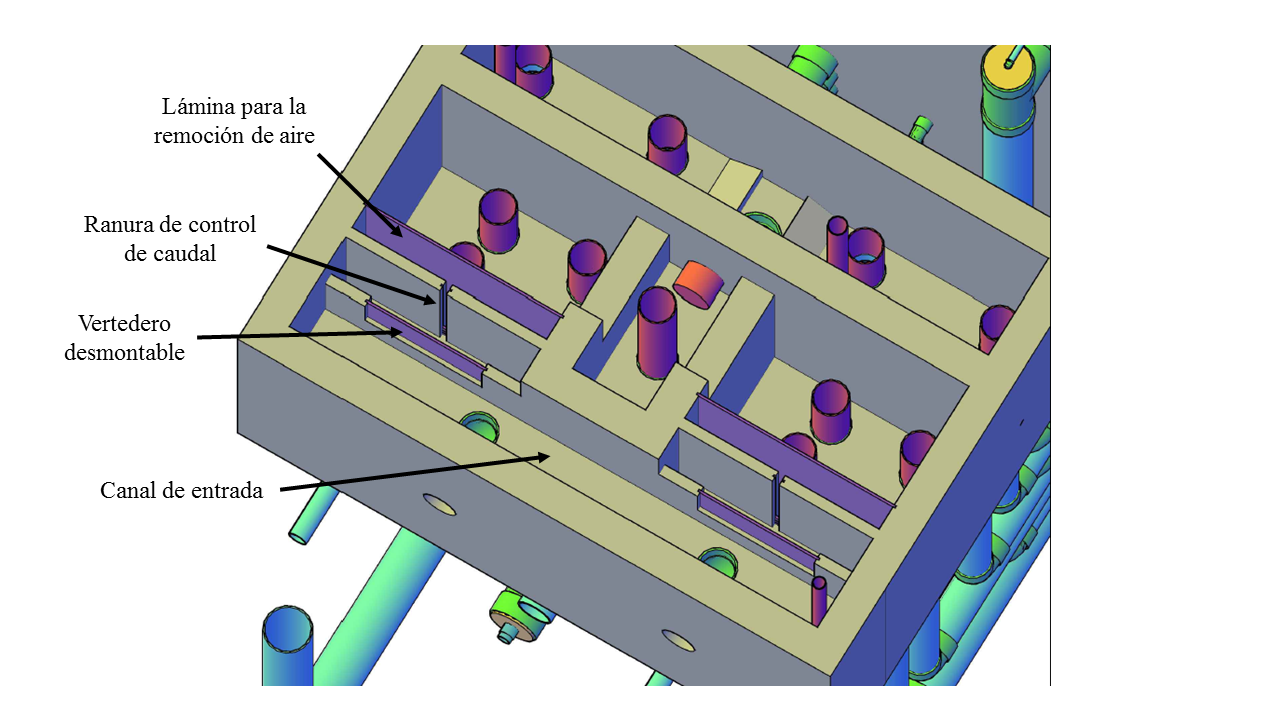 Lámina para la
remoción de aire
Ranura de control
de caudal
Vertedero
desmontable
Canal de entrada